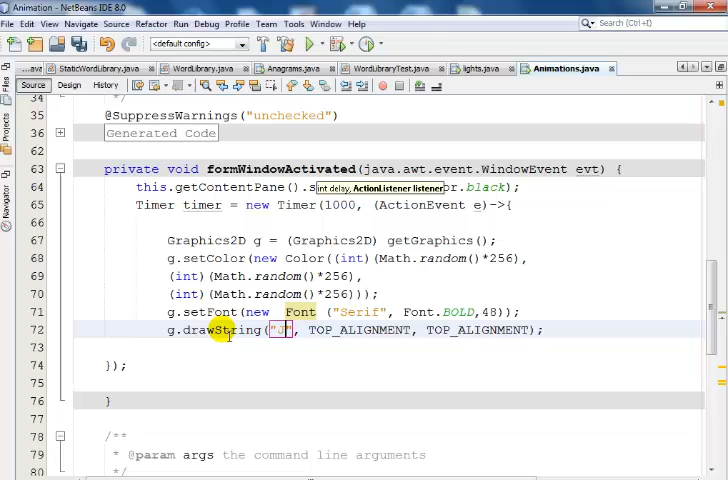 Animation - NetBeans IDE 8.0
File Edit View Navigate Source Refactor Run Debug Profile Team Tools Window Help
Search (Ctrl+I)
<default config>
...ava StaticWordLibrary.java WordLibrary.java Anagrams.java WordLibraryTest.java lights.java Animations.java
Source Design History
Files
Projects
Navigator
34 */
35 @SuppressWarnings("unchecked")
36 Generated Code
63 private void formWindowActivated(java.awt.event.WindowEvent evt) {
int delay, ActionListener listener
64 this.getContentPane().s or.black);
65 Timer timer = new Timer(1000, (ActionEvent e)->{
66
67 Graphics2D g = (Graphics2D) getGraphics();
68 g.setColor(new Color((int)(Math.random()*256),
69 (int)(Math.random()*256),
70 (int)(Math.random()*256)));
71 g.setFont(new Font ("Serif", Font.BOLD,48));
72 g.drawString("J", TOP_ALIGNMENT, TOP_ALIGNMENT);
73
74 });
75
76 }
77
78 /**
79 * @param args the command line arguments
80 */